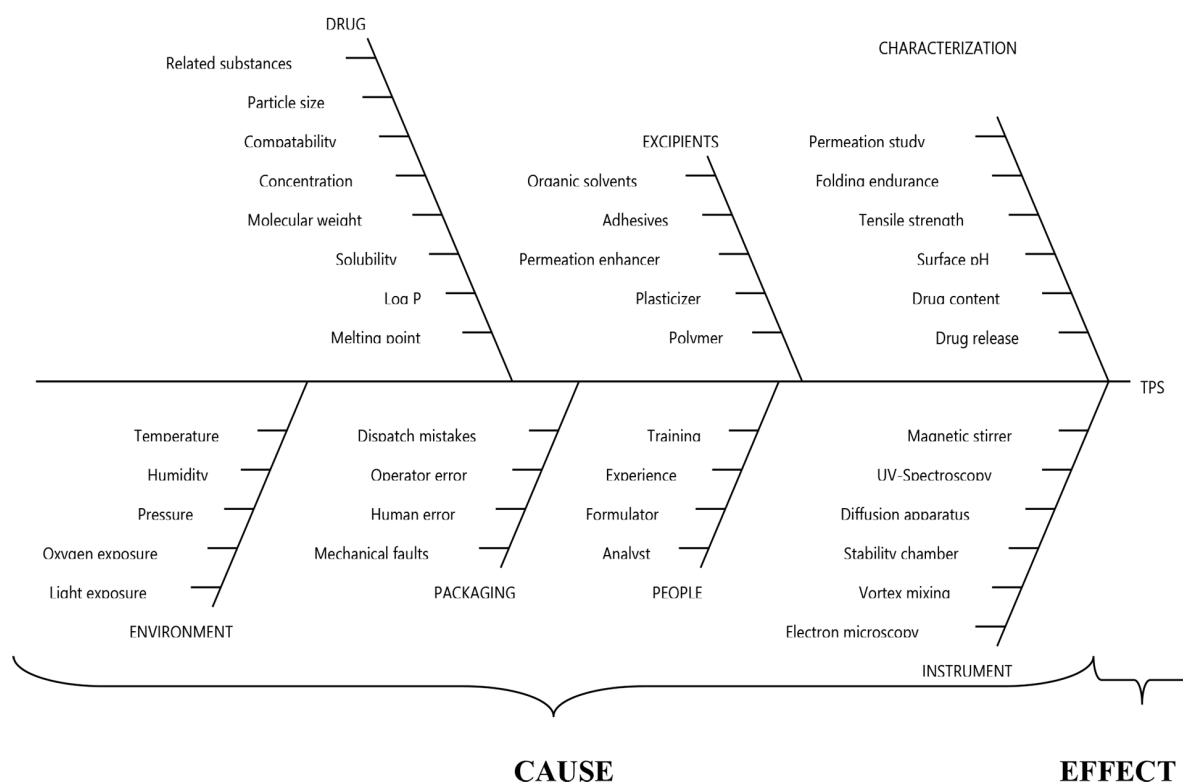 DRUG
Related substances
Particle size
Compatability
Concentration
Molecular weight
Solubility
Log P
Melting point
EXCIPIENTS
Organic solvents
Adhesives
Permeation enhancer
Plasticizer
Polymer
CHARACTERIZATION
Permeation study
Folding endurance
Tensile strength
Surface pH
Drug content
Drug release
TPS
Temperature
Humidity
Pressure
Oxygen exposure
Light exposure
ENVIRONMENT
Dispatch mistakes
Operator error
Human error
Mechanical faults
PACKAGING
Training
Experience
Formulator
Analyst
PEOPLE
Magnetic stirrer
UV-Spectroscopy
Diffusion apparatus
Stability chamber
Vortex mixing
Electron microscopy
INSTRUMENT
CAUSE
EFFECT